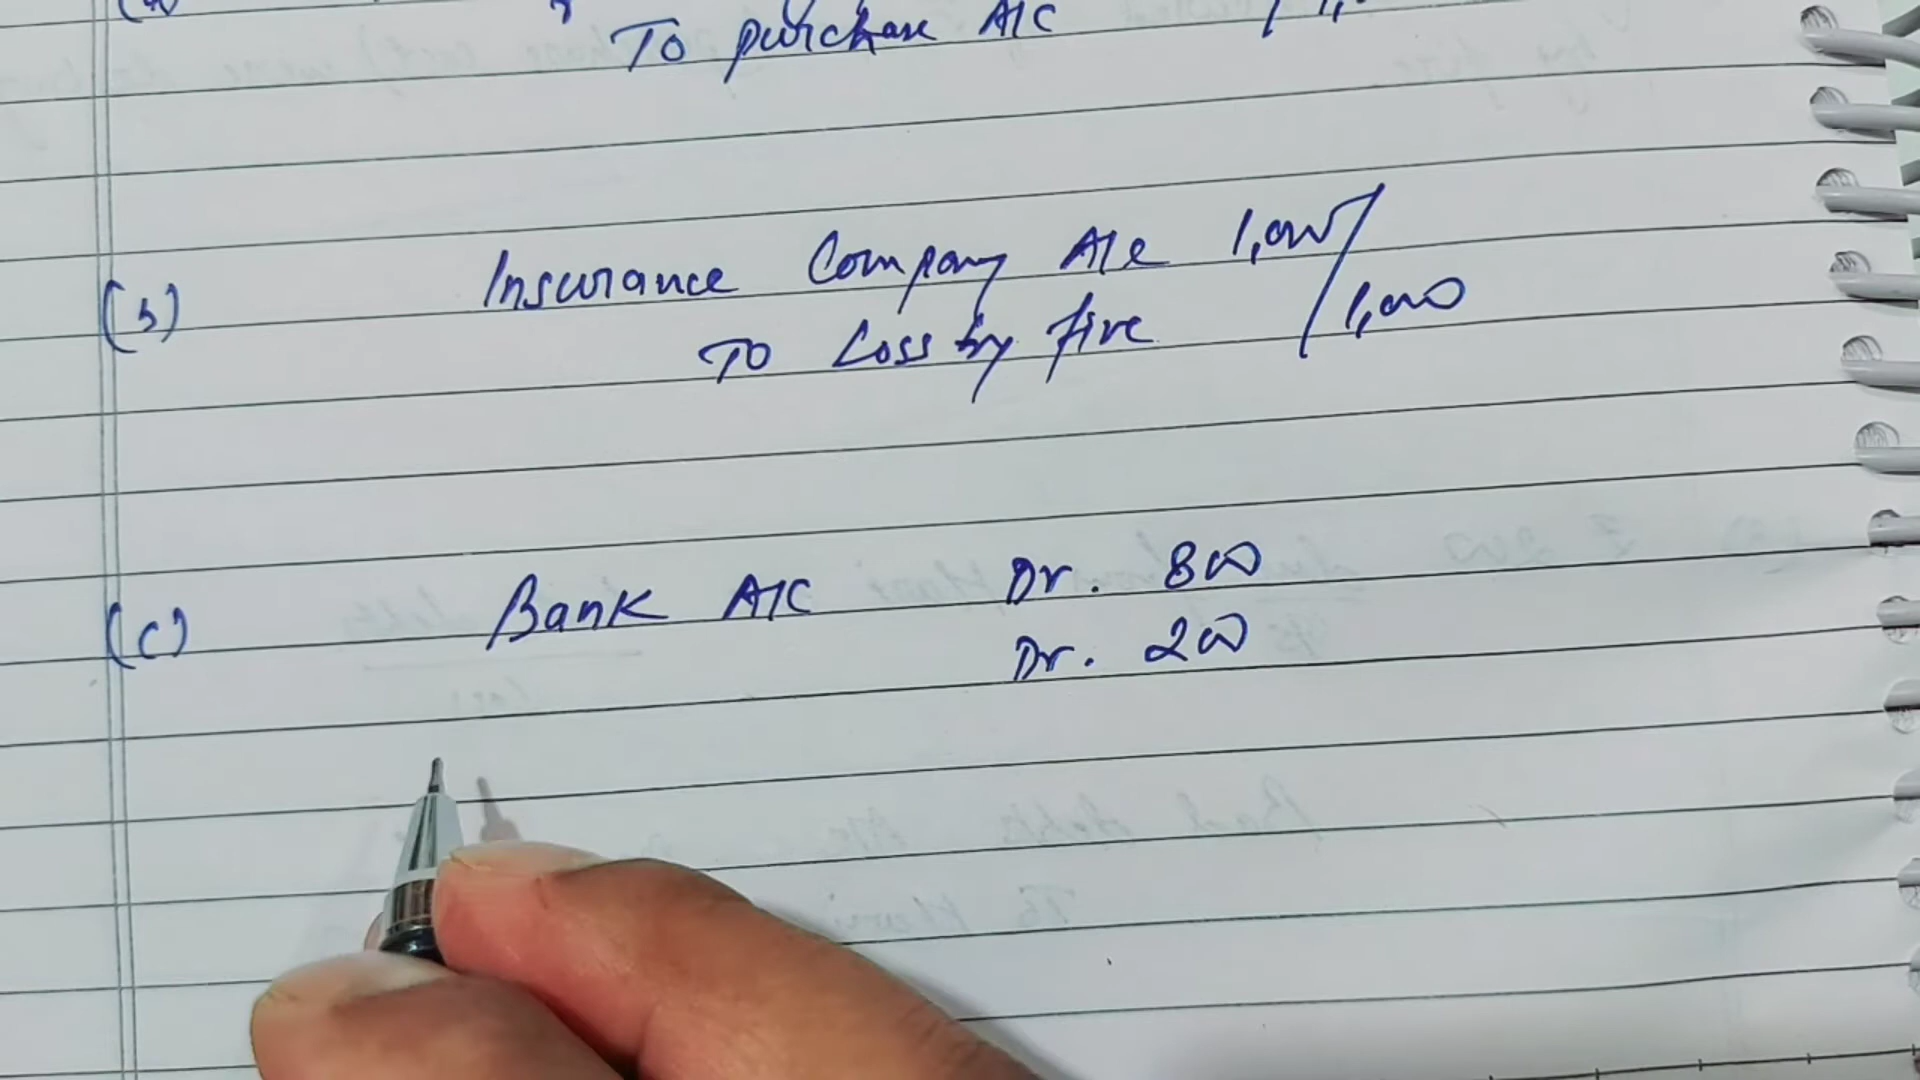 To purchase A/C
(b) Insurance Company A/c 1,000/
To Loss by fire /1,000
(c) Bank A/C Dr. 800
Dr. 200